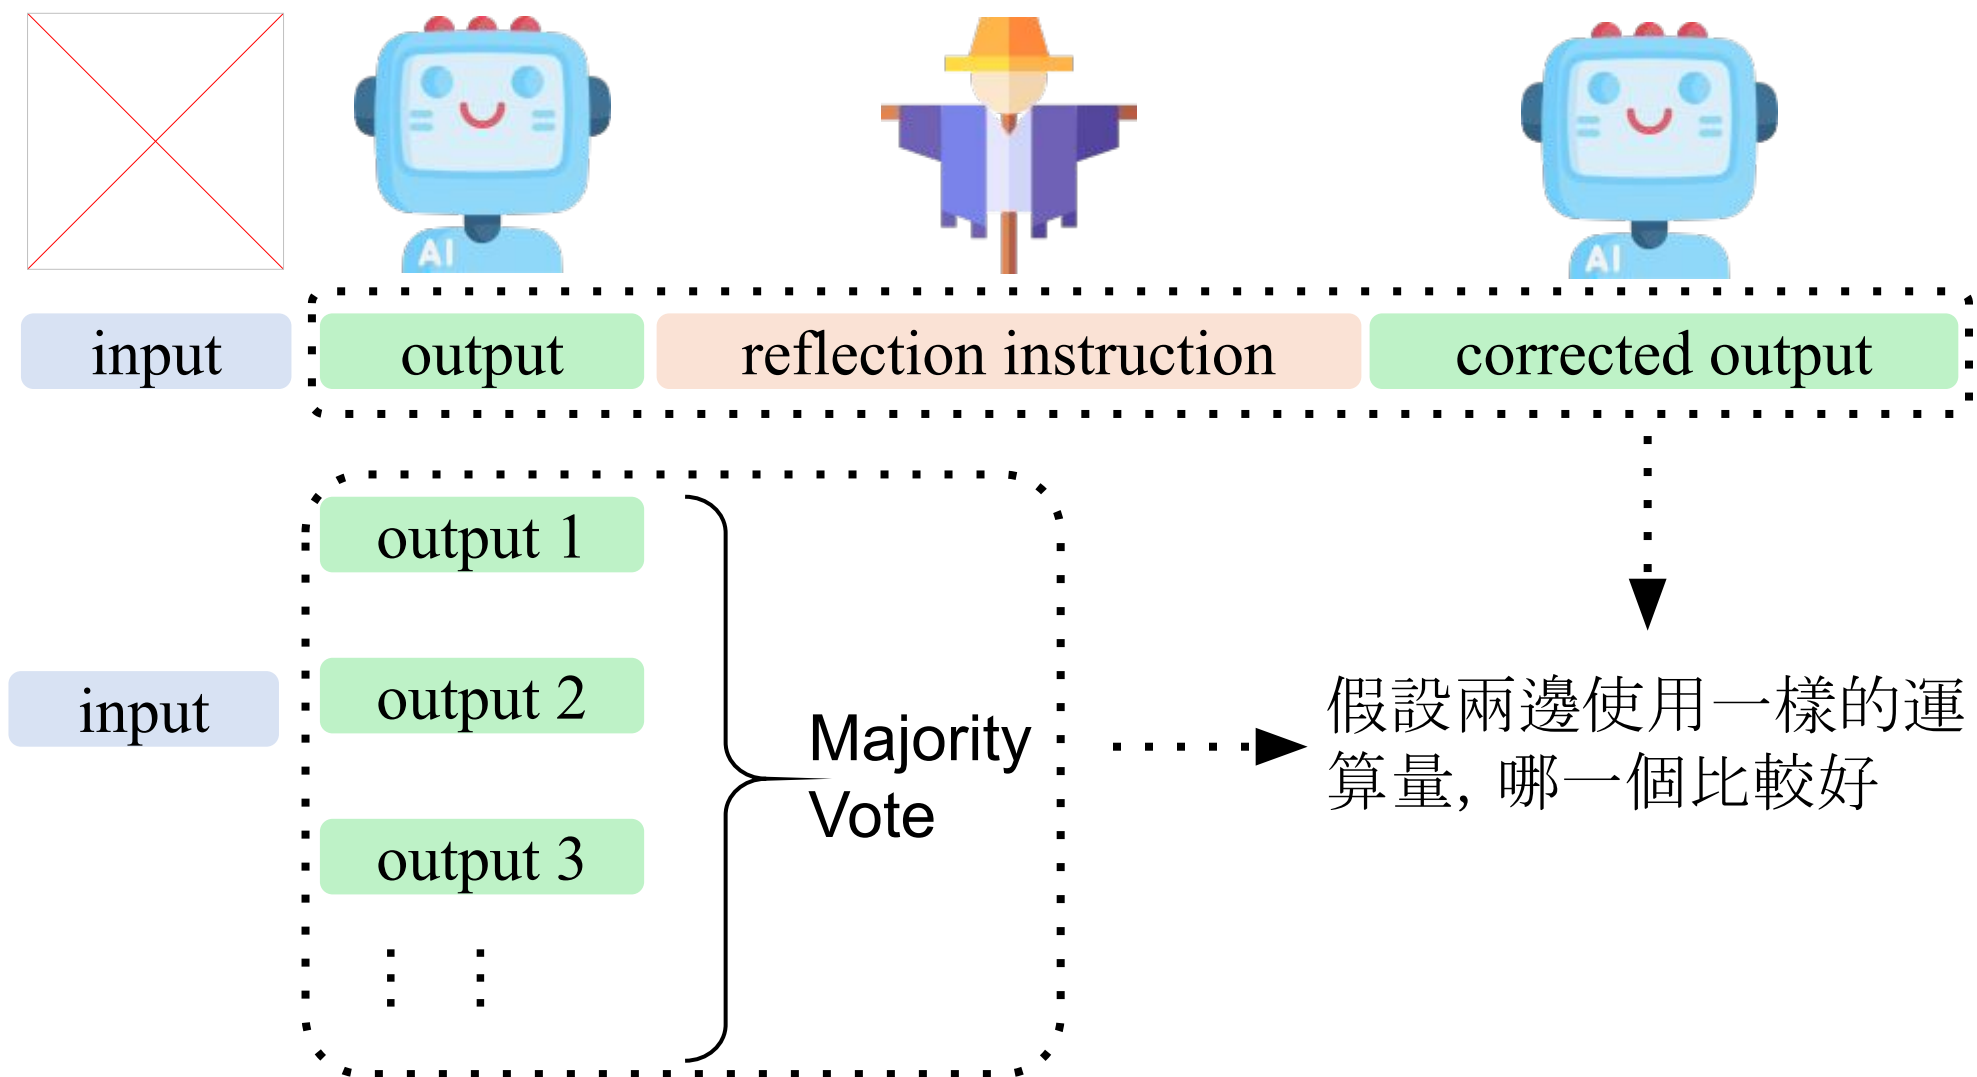 AI
AI
input
output
reflection instruction
corrected output
output 1
output 2
output 3
input
Majority
Vote
假設兩邊使用一樣的運
算量, 哪一個比較好